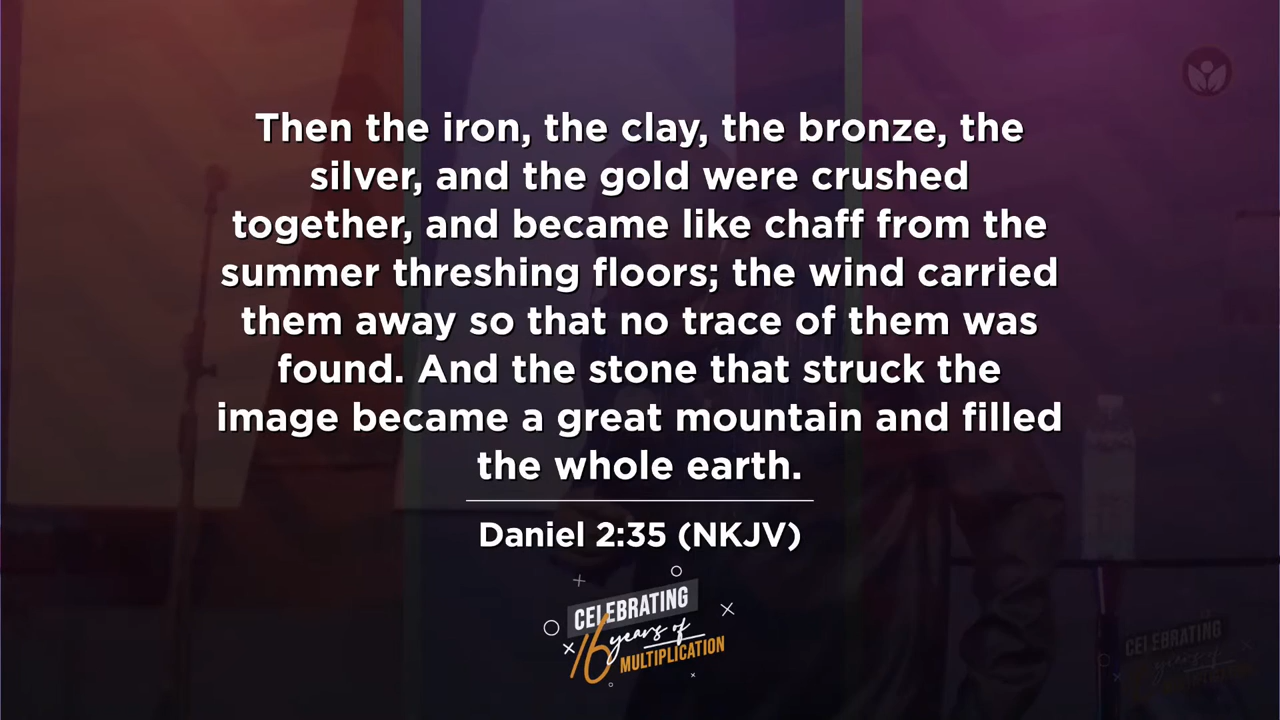 Then the iron, the clay, the bronze, the
silver, and the gold were crushed
together, and became like chaff from the
summer threshing floors; the wind carried
them away so that no trace of them was
found. And the stone that struck the
image became a great mountain and filled
the whole earth.
Daniel 2:35 (NKJV)
CELEBRATING
16 years of
MULTIPLICATION
CELEBRATING
years of